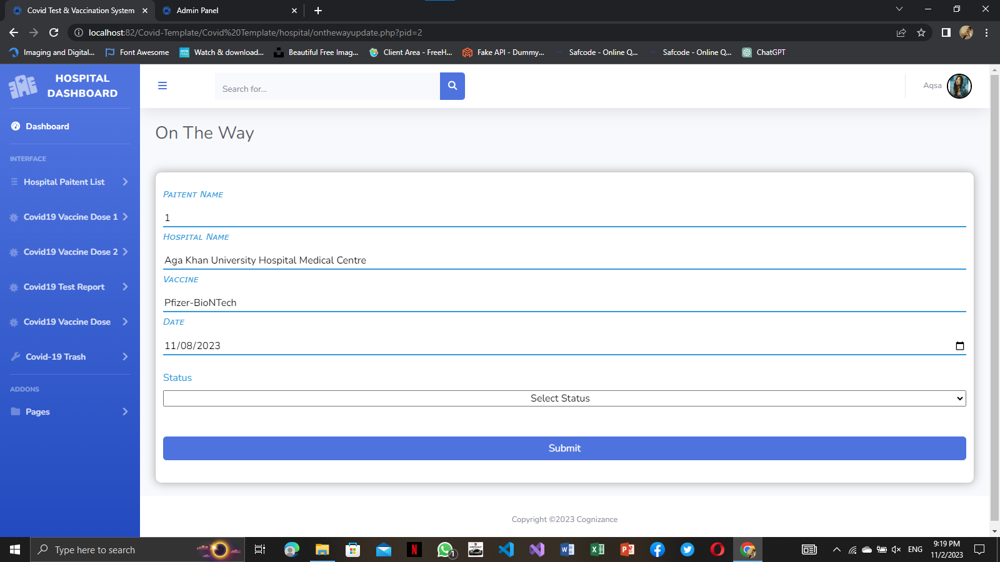 Covid Test & Vaccination System
Admin Panel
localhost:82/Covid-Template/Covid%20Template/hospital/onthewayupdate.php?pid=2
Imaging and Digital...
Font Awesome
Watch & download...
Beautiful Free Imag...
Client Area - FreeH...
Fake API - Dummy...
Safcode - Online Q...
Safcode - Online Q...
ChatGPT
HOSPITAL
DASHBOARD
Search for...
Aqsa
Dashboard
INTERFACE
Hospital Paitent List
Covid19 Vaccine Dose 1
Covid19 Vaccine Dose 2
Covid19 Test Report
Covid19 Vaccine Dose
Covid-19 Trash
ADDONS
Pages
On The Way
Paitent Name
1
Hospital Name
Aga Khan University Hospital Medical Centre
Vaccine
Pfizer-BioNTech
Date
11/08/2023
Status
Select Status
Submit
Copyright ©2023 Cognizance
Type here to search
1
ENG
9:19 PM
11/2/2023